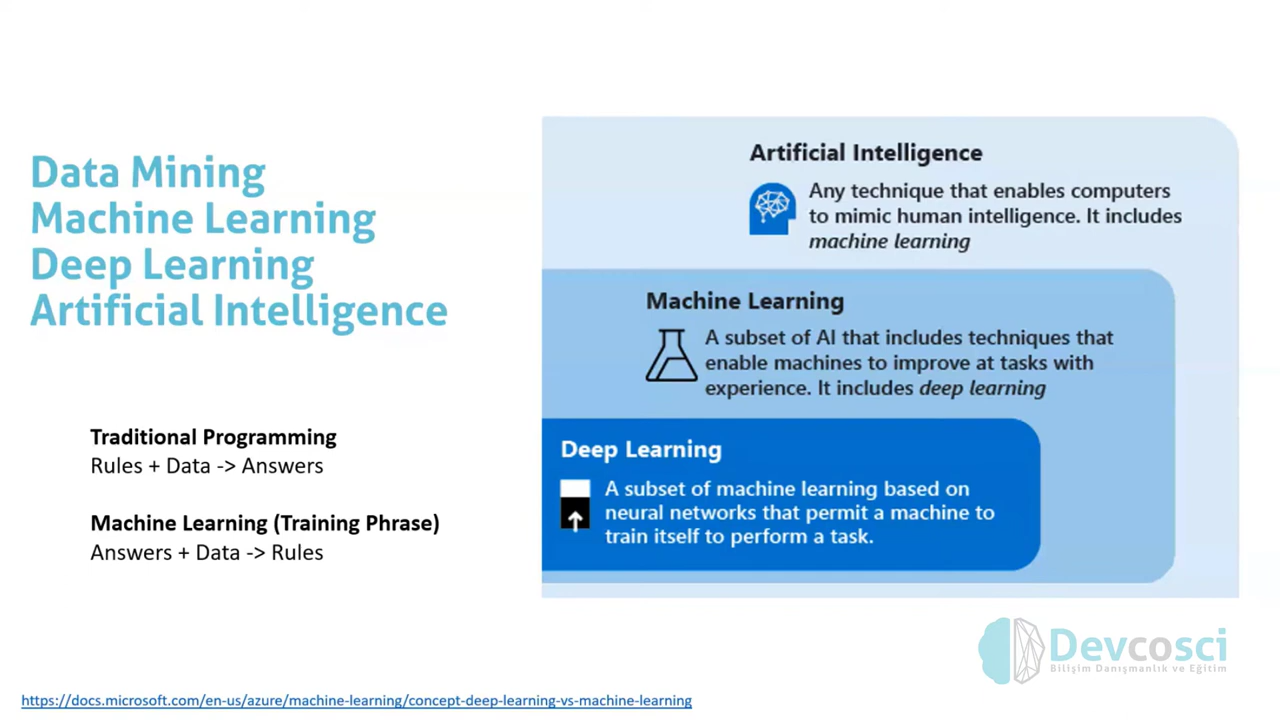 Data Mining
Machine Learning
Deep Learning
Artificial Intelligence
Traditional Programming
Rules + Data -> Answers
Machine Learning (Training Phrase)
Answers + Data -> Rules
Artificial Intelligence
Any technique that enables computers
to mimic human intelligence. It includes
machine learning
Machine Learning
A subset of AI that includes techniques that
enable machines to improve at tasks with
experience. It includes deep learning
Deep Learning
A subset of machine learning based on
neural networks that permit a machine to
train itself to perform a task.
Devcosci
Bilişim Danışmanlık ve Eğitim
https://docs.microsoft.com/en-us/azure/machine-learning/concept-deep-learning-vs-machine-learning